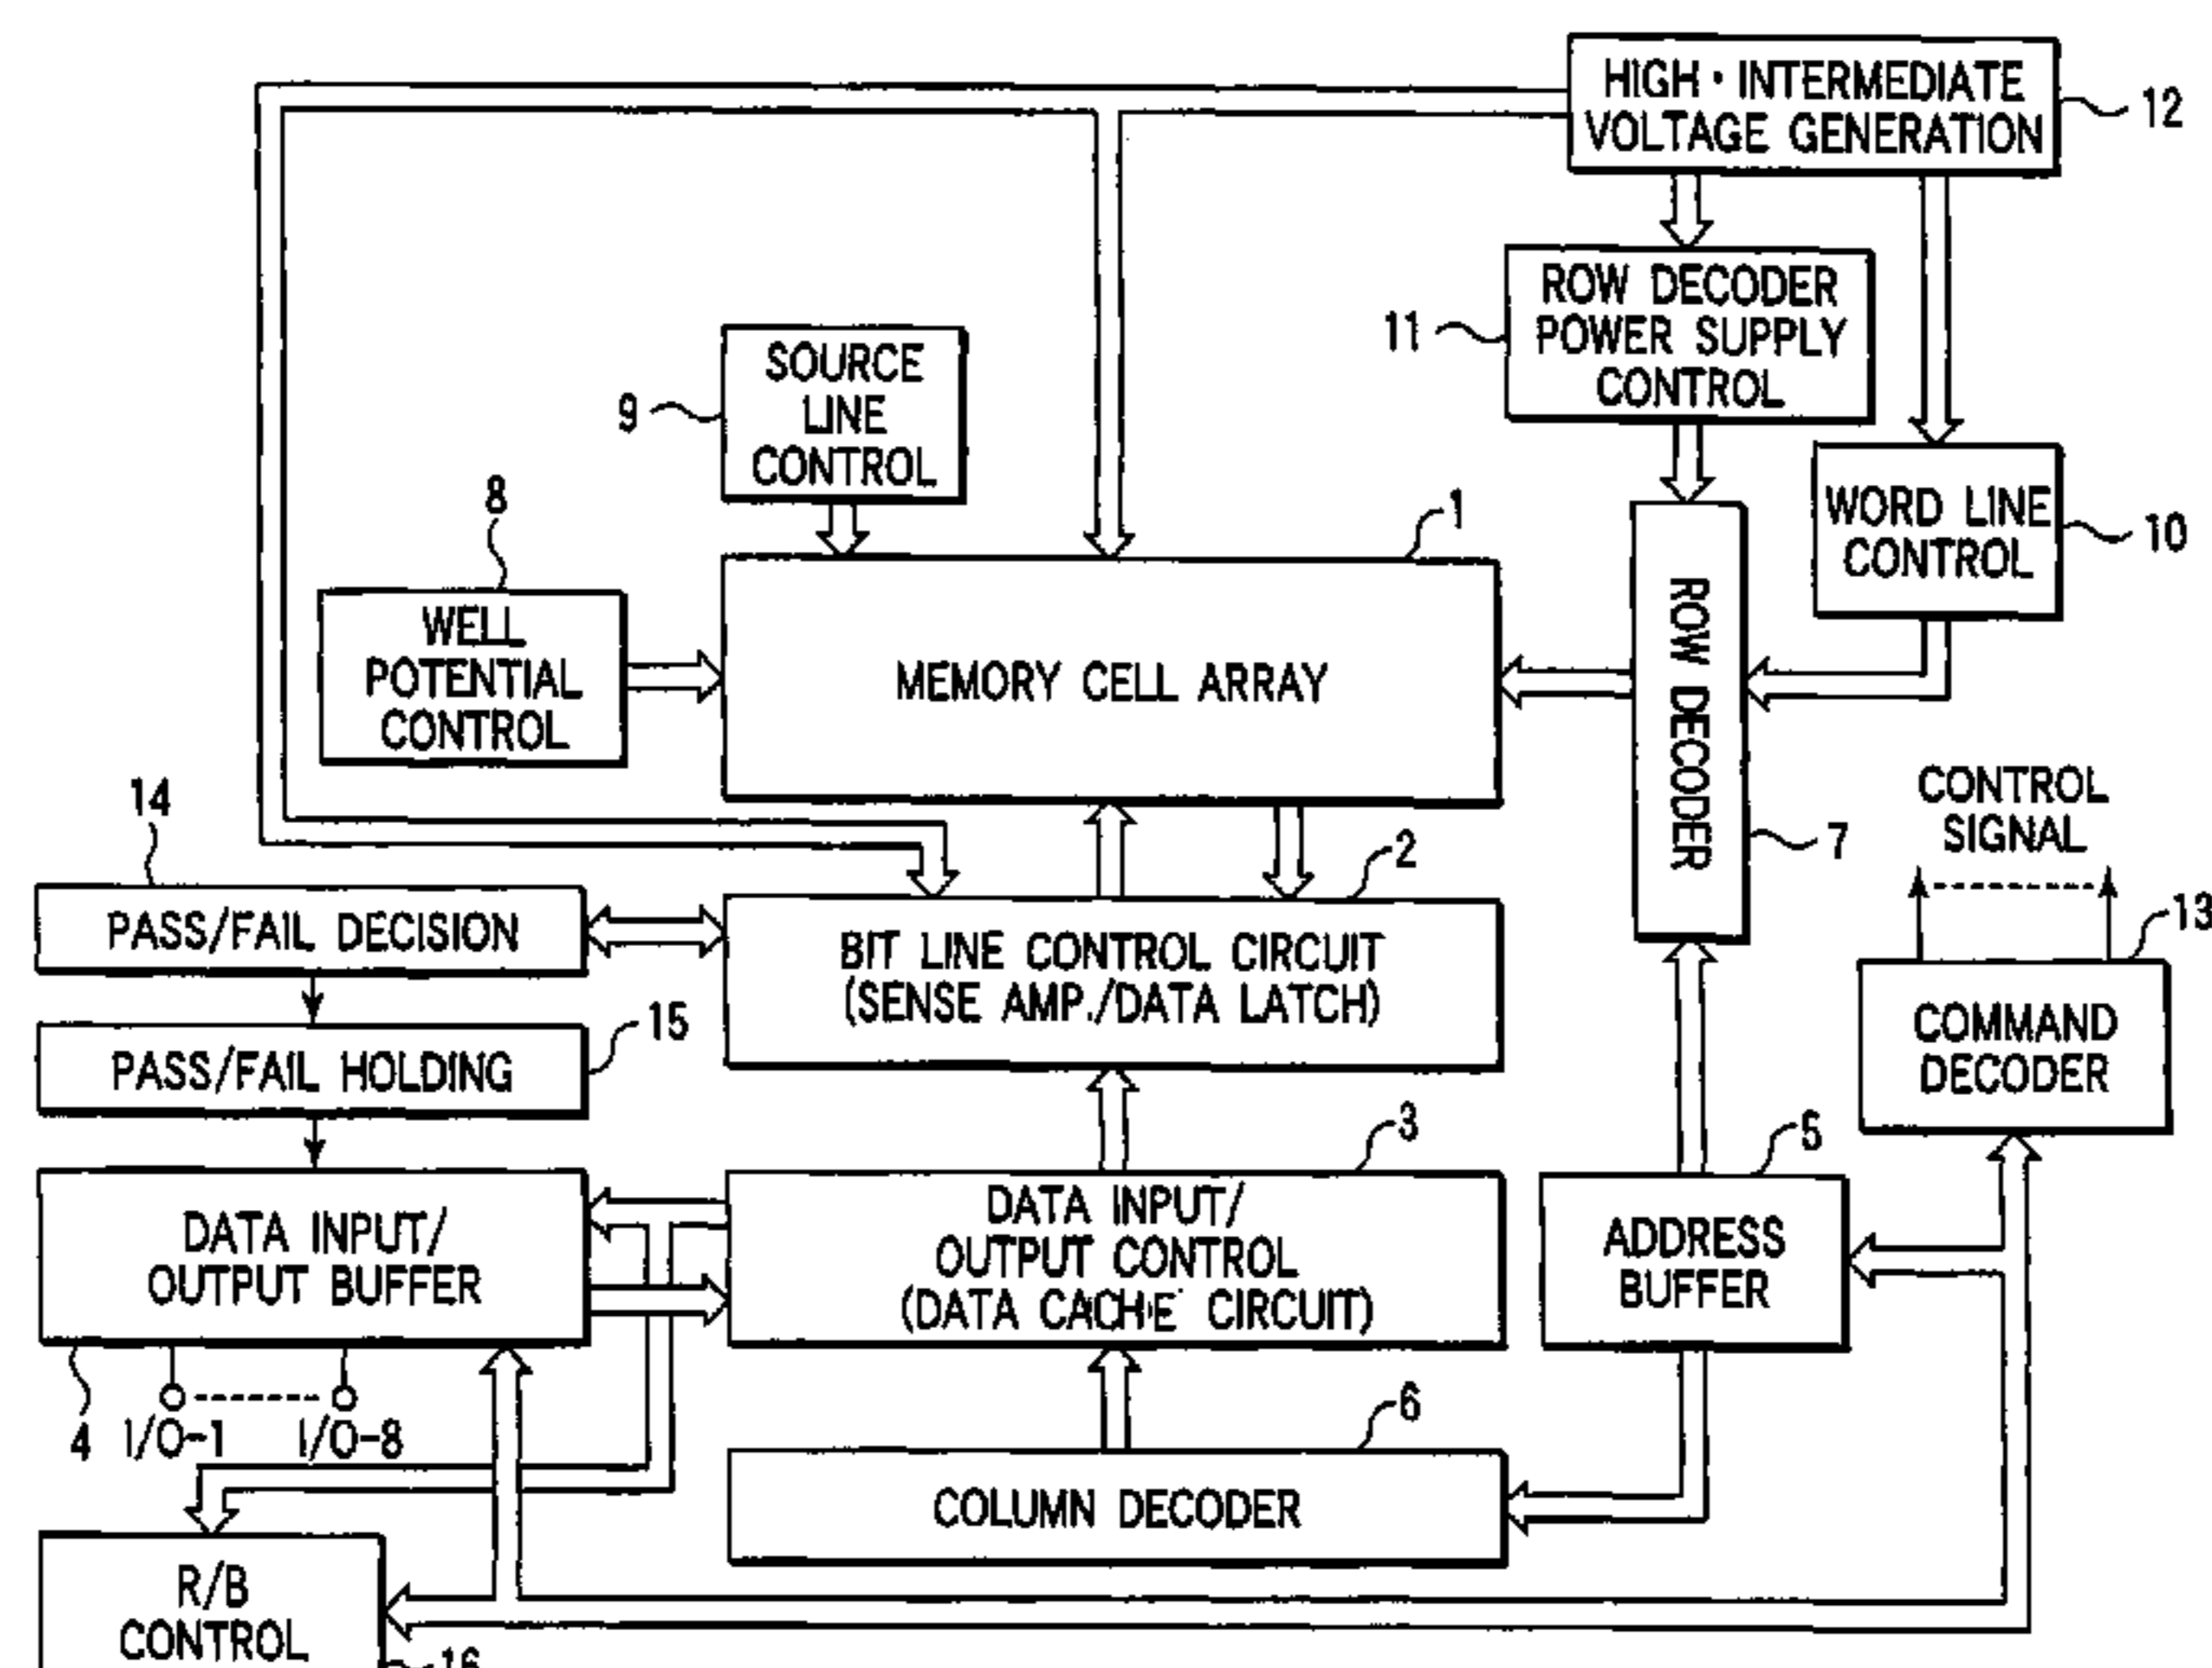 HIGH・INTERMEDIATE
VOLTAGE GENERATION
12
ROW DECODER
POWER SUPPLY
CONTROL
11
SOURCE
LINE
CONTROL
9
WORD LINE
CONTROL
10
8
WELL
POTENTIAL
CONTROL
1
MEMORY CELL ARRAY
ROW DECODER
7
CONTROL
SIGNAL
14
PASS/FAIL DECISION
2
BIT LINE CONTROL CIRCUIT
(SENSE AMP./DATA LATCH)
13
COMMAND
DECODER
PASS/FAIL HOLDING
15
3
DATA INPUT/
OUTPUT CONTROL
(DATA CACHE CIRCUIT)
5
ADDRESS
BUFFER
DATA INPUT/
OUTPUT BUFFER
4
I/O-1
I/O-8
6
COLUMN DECODER
R/B
CONTROL
16